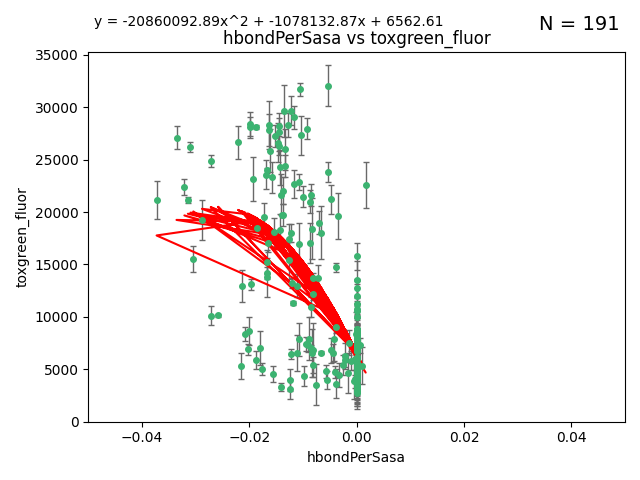 y = -20860092.89x^2 + -1078132.87x + 6562.61
N = 191
hbondPerSasa vs toxgreen_fluor
35000
30000
25000
20000
15000
10000
5000
0
toxgreen_fluor
−0.04
−0.02
0.00
0.02
0.04
hbondPerSasa